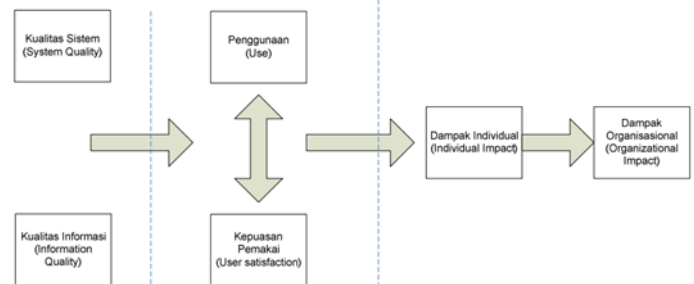 Kualitas Sistem
(System Quality)
Penggunaan
(Use)
Dampak Individual
(Individual Impact)
Dampak
Organisasional
(Organizational
Impact)
Kualitas Informasi
(Information
Quality)
Kepuasan
Pemakai
(User satisfaction)